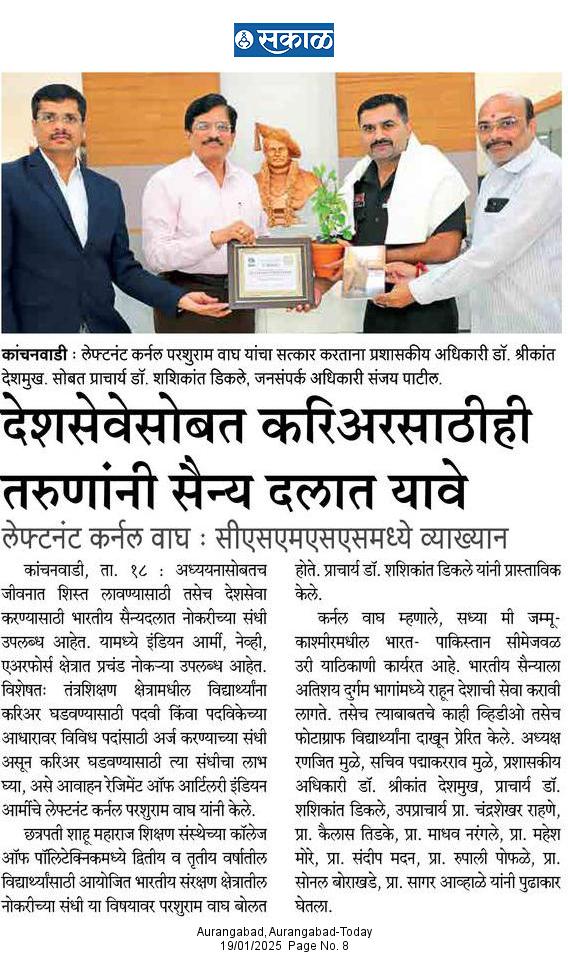 सकाळ
कांचनवाडी : लेफ्टनंट कर्नल परशुराम वाघ यांचा सत्कार करताना प्रशासकीय अधिकारी डॉ. श्रीकांत
देशमुख. सोबत प्राचार्य डॉ. शशिकांत डिकले, जनसंपर्क अधिकारी संजय पाटील.
देशसेवेसोबत करिअरसाठीही
तरुणांनी सैन्य दलात यावे
लेफ्टनंट कर्नल वाघ : सीएसएमएसएसमध्ये व्याख्यान
कांचनवाडी, ता. १८ : अध्ययनासोबतच
जीवनात शिस्त लावण्यासाठी तसेच देशसेवा
करण्यासाठी भारतीय सैन्यदलात नोकरीच्या संधी
उपलब्ध आहेत. यामध्ये इंडियन आर्मी, नेव्ही,
एअरफोर्स क्षेत्रात प्रचंड नोकऱ्या उपलब्ध आहेत.
विशेषतः तंत्रशिक्षण क्षेत्रामधील विद्यार्थ्यांना
करिअर घडवण्यासाठी पदवी किंवा पदविकेच्या
आधारावर विविध पदांसाठी अर्ज करण्याच्या संधी
असून करिअर घडवण्यासाठी त्या संधीचा लाभ
घ्या, असे आवाहन रेजिमेंट ऑफ आर्टिलरी इंडियन
आर्मीचे लेफ्टनंट कर्नल परशुराम वाघ यांनी केले.
छत्रपती शाहू महाराज शिक्षण संस्थेच्या कॉलेज
ऑफ पॉलिटेक्निकमध्ये द्वितीय व तृतीय वर्षातील
विद्यार्थ्यांसाठी आयोजित भारतीय संरक्षण क्षेत्रातील
नोकरीच्या संधी या विषयावर परशुराम वाघ बोलत
होते. प्राचार्य डॉ. शशिकांत डिकले यांनी प्रास्ताविक
केले.
कर्नल वाघ म्हणाले, सध्या मी जम्मू-
काश्मीरमधील भारत- पाकिस्तान सीमेजवळ
उरी याठिकाणी कार्यरत आहे. भारतीय सैन्याला
अतिशय दुर्गम भागांमध्ये राहून देशाची सेवा करावी
लागते. तसेच त्याबाबतचे काही व्हिडीओ तसेच
फोटोग्राफ विद्यार्थ्यांना दाखवून प्रेरित केले. अध्यक्ष
रणजित मुळे, सचिव पद्माकरराव मुळे, प्रशासकीय
अधिकारी डॉ. श्रीकांत देशमुख, प्राचार्य डॉ.
शशिकांत डिकले, उपप्राचार्य प्रा. चंद्रशेखर राहणे,
प्रा. कैलास तिडके, प्रा. माधव नरंगले, प्रा. महेश
मोरे, प्रा. संदीप मदन, प्रा. रुपाली पोफळे, प्रा.
सोनल बोराखडे, प्रा. सागर आव्हाळे यांनी पुढाकार
घेतला.
Aurangabad, Aurangabad-Today
19/01/2025 Page No. 8